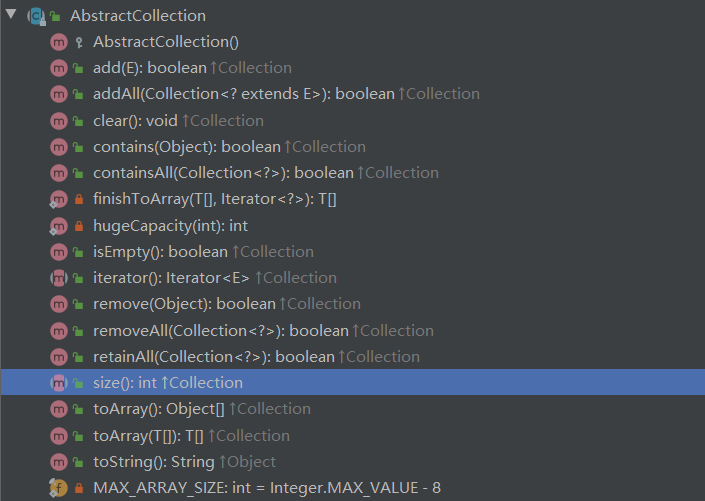 AbstractCollection
AbstractCollection()
add(E): boolean ↑Collection
addAll(Collection<? extends E>): boolean ↑Collection
clear(): void ↑Collection
contains(Object): boolean ↑Collection
containsAll(Collection<?>): boolean ↑Collection
finishToArray(T[], Iterator<?>): T[]
hugeCapacity(int): int
isEmpty(): boolean ↑Collection
iterator(): Iterator<E> ↑Collection
remove(Object): boolean ↑Collection
removeAll(Collection<?>): boolean ↑Collection
retainAll(Collection<?>): boolean ↑Collection
size(): int ↑Collection
toArray(): Object[] ↑Collection
toArray(T[]): T[] ↑Collection
toString(): String ↑Object
MAX_ARRAY_SIZE: int = Integer.MAX_VALUE - 8